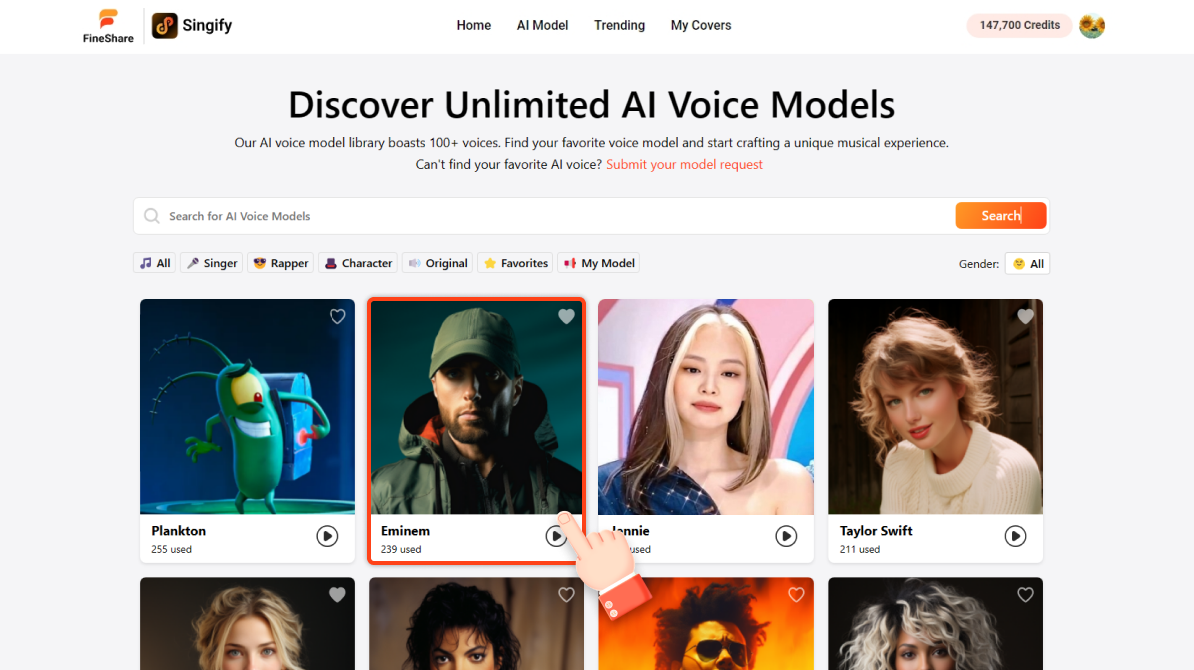 FineShare
Singify
Home
AI Model
Trending
My Covers
147,700 Credits
Discover Unlimited AI Voice Models
Our AI voice model library boasts 100+ voices. Find your favorite voice model and start crafting a unique musical experience.
Can't find your favorite AI voice? Submit your model request
Search for AI Voice Models
Search
All
Singer
Rapper
Character
Original
Favorites
My Model
Gender:
All
Plankton
255 used
Eminem
239 used
used
Taylor Swift
211 used